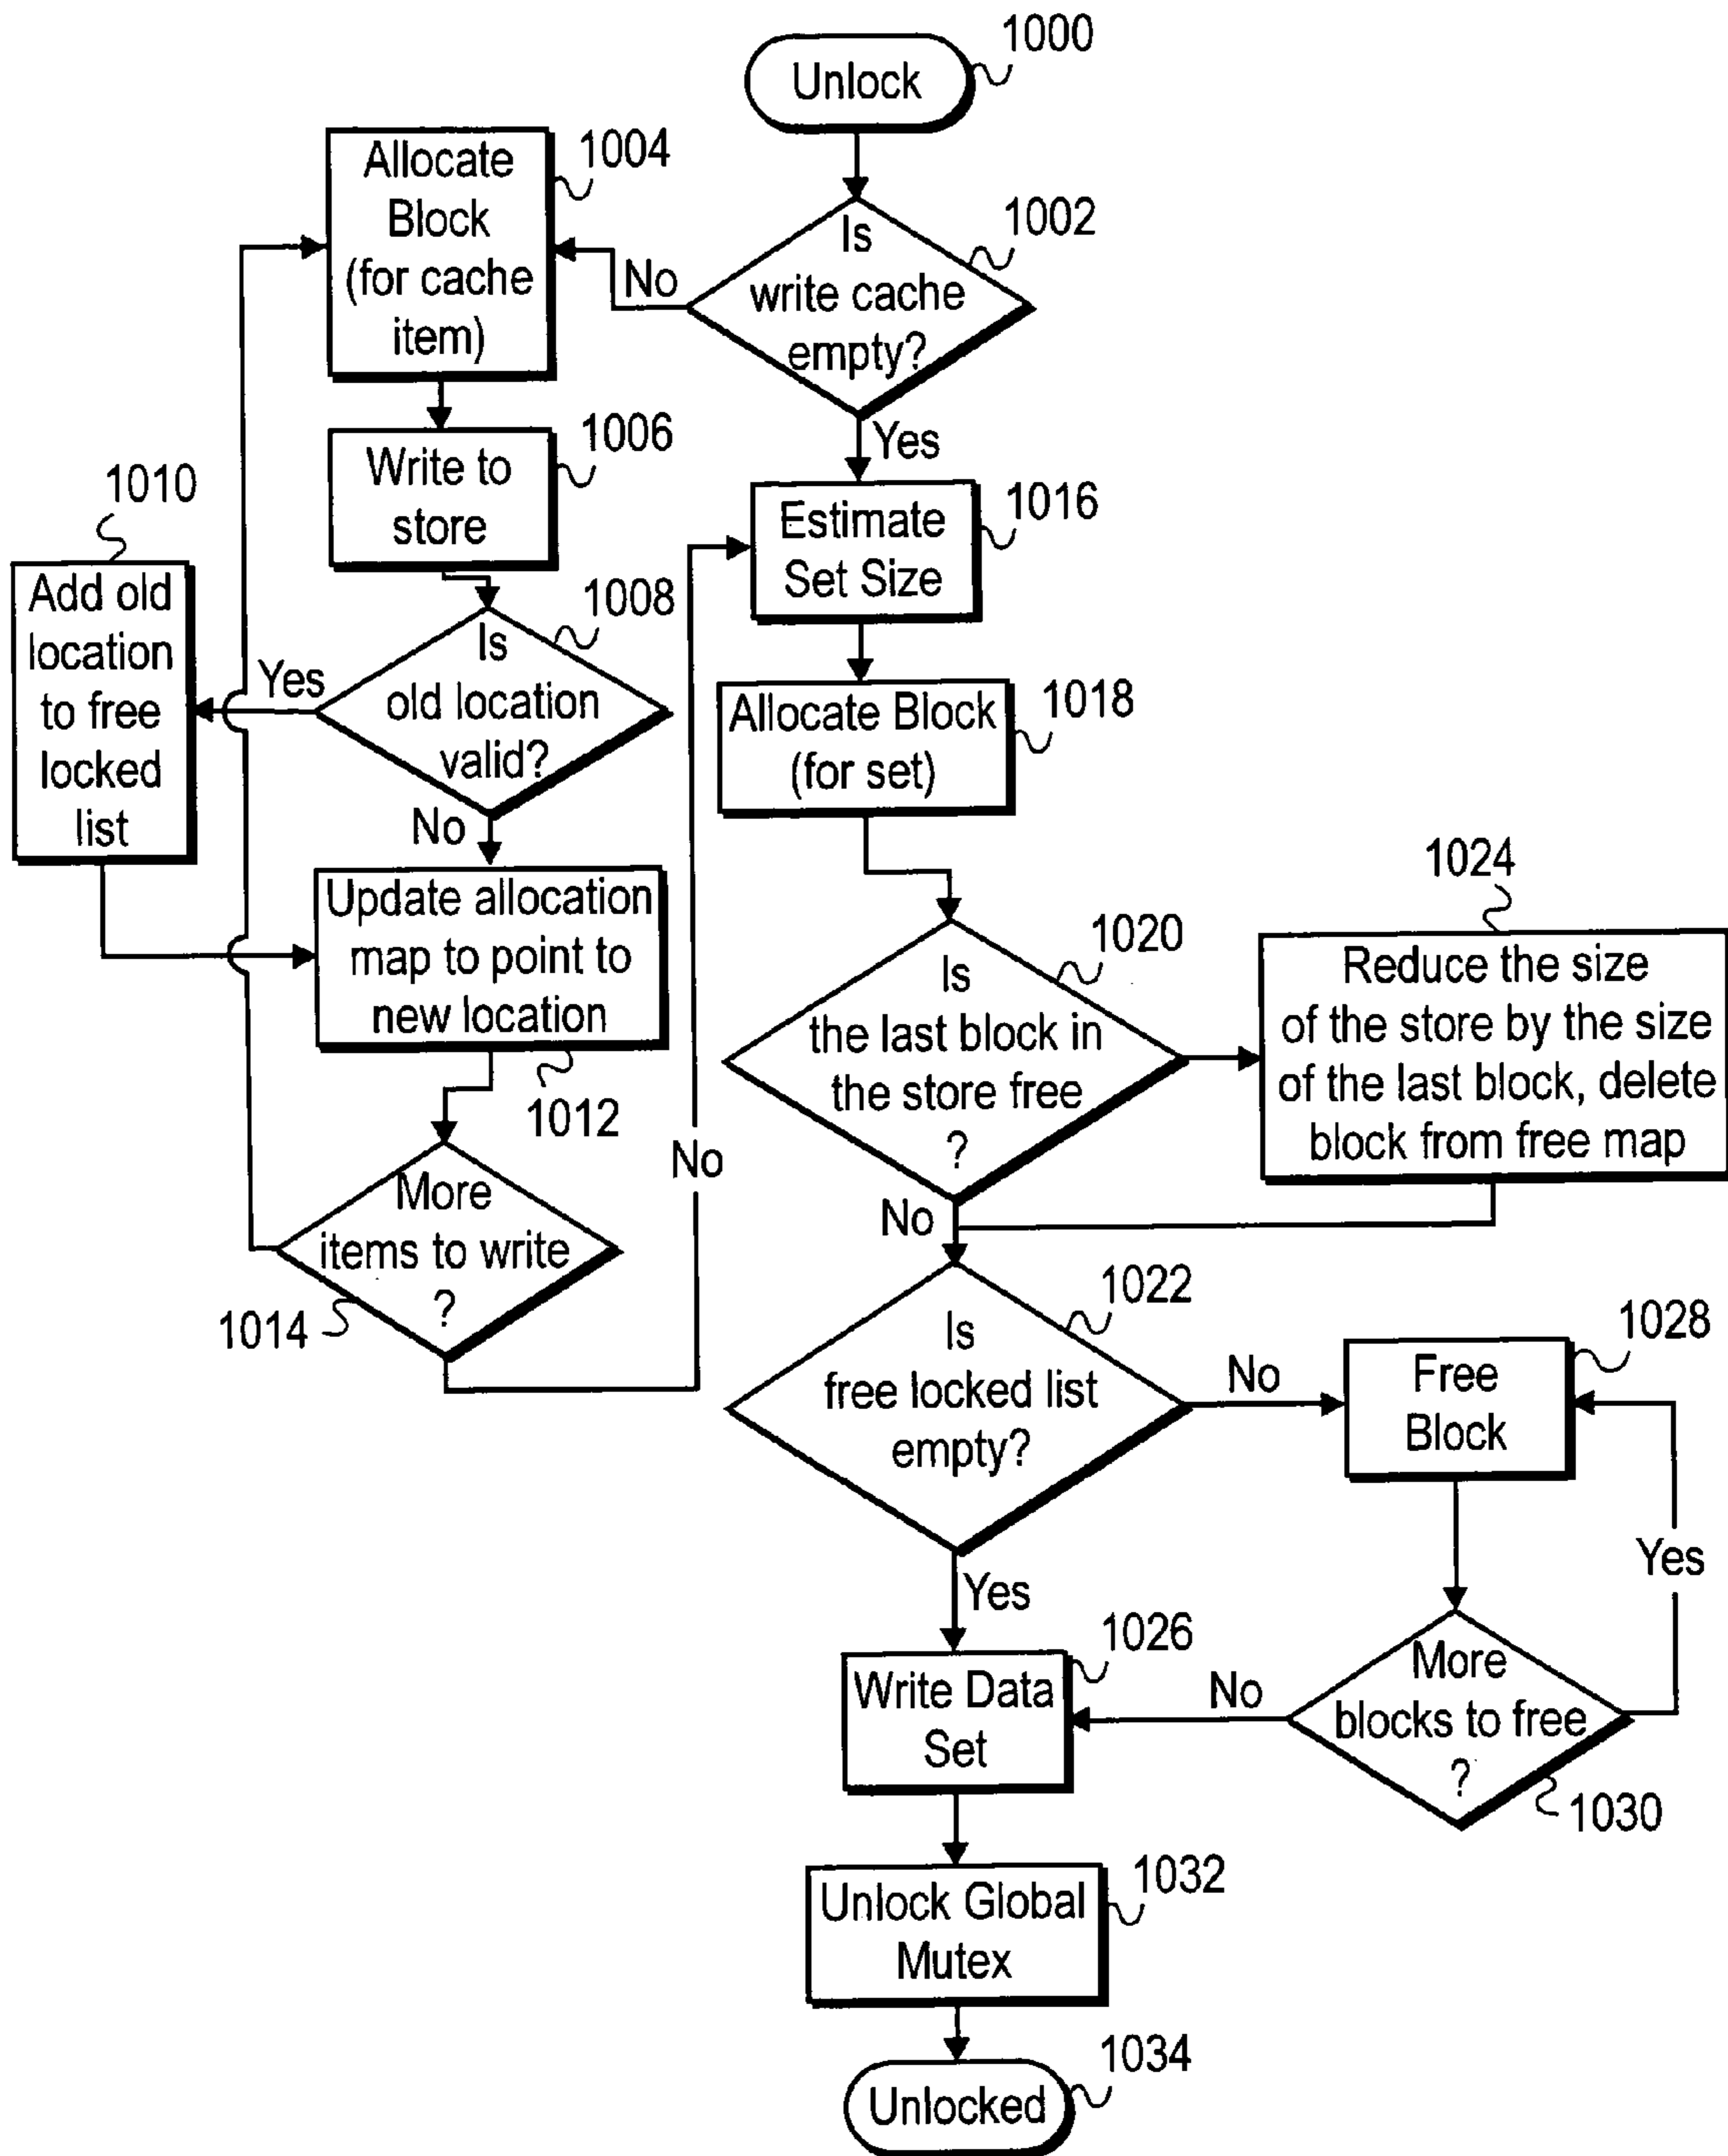 Unlock
1000
Allocate
Block
(for cache
item)
1004
Is
write cache
empty?
1002
No
Yes
Write to
store
1006
Estimate
Set Size
1016
1010
Add old
location
to free
locked
list
Is
old location
valid?
1008
Yes
No
Allocate Block
(for set)
1018
Update allocation
map to point to
new location
1012
Is
the last block in
the store free
?
1020
1024
Reduce the size
of the store by the size
of the last block, delete
block from free map
More
items to write
?
1014
No
No
Is
free locked list
empty?
1022
No
Free
Block
1028
Yes
Yes
Write Data
Set
1026
No
More
blocks to free
?
1030
Unlock Global
Mutex
1032
Unlocked
1034